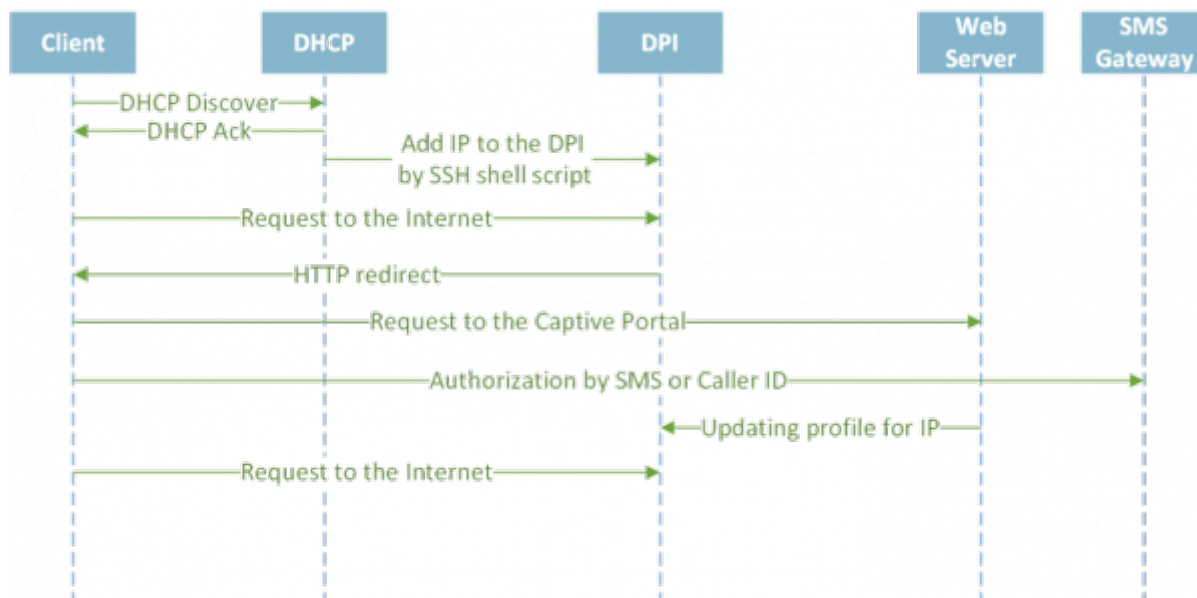 Client
DHCP
DPI
Web
Server
SMS
Gateway
DHCP Discover
DHCP Ack
Add IP to the DPI
by SSH shell script
Request to the Internet
HTTP redirect
Request to the Captive Portal
Authorization by SMS or Caller ID
Updating profile for IP
Request to the Internet